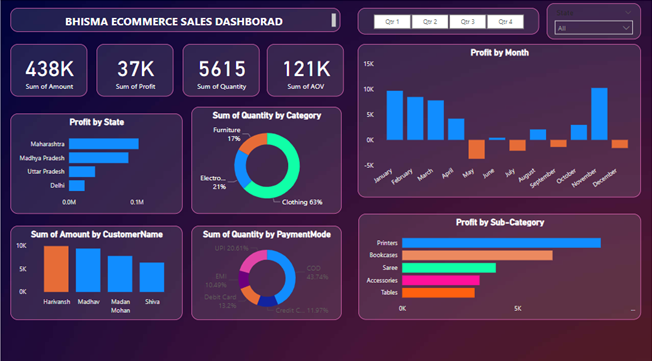 BHISMA ECOMMERCE SALES DASHBORAD
Qtr 1
Qtr 2
Qtr 3
Qtr 4
All
438K
Sum of Amount
37K
Sum of Profit
5615
Sum of Quantity
121K
Sum of AOV
Profit by Month
15K
10K
5K
0K
-5K
January
February
March
April
May
June
July
August
September
October
November
December
Profit by State
Maharashtra
Madhya Pradesh
Uttar Pradesh
Delhi
0.0M
0.1M
Sum of Quantity by Category
Furniture
17%
Electro...
21%
Clothing 63%
Sum of Amount by CustomerName
10K
5K
0K
Harivansh
Madhav
Madan
Mohan
Shiva
Sum of Quantity by PaymentMode
UPI 20.61%
EMI
10.49%
Debit Card
13.2%
COD
43.74%
Credit C... 11.97%
Profit by Sub-Category
Printers
Bookcases
Saree
Accessories
Tables
0K
5K
...